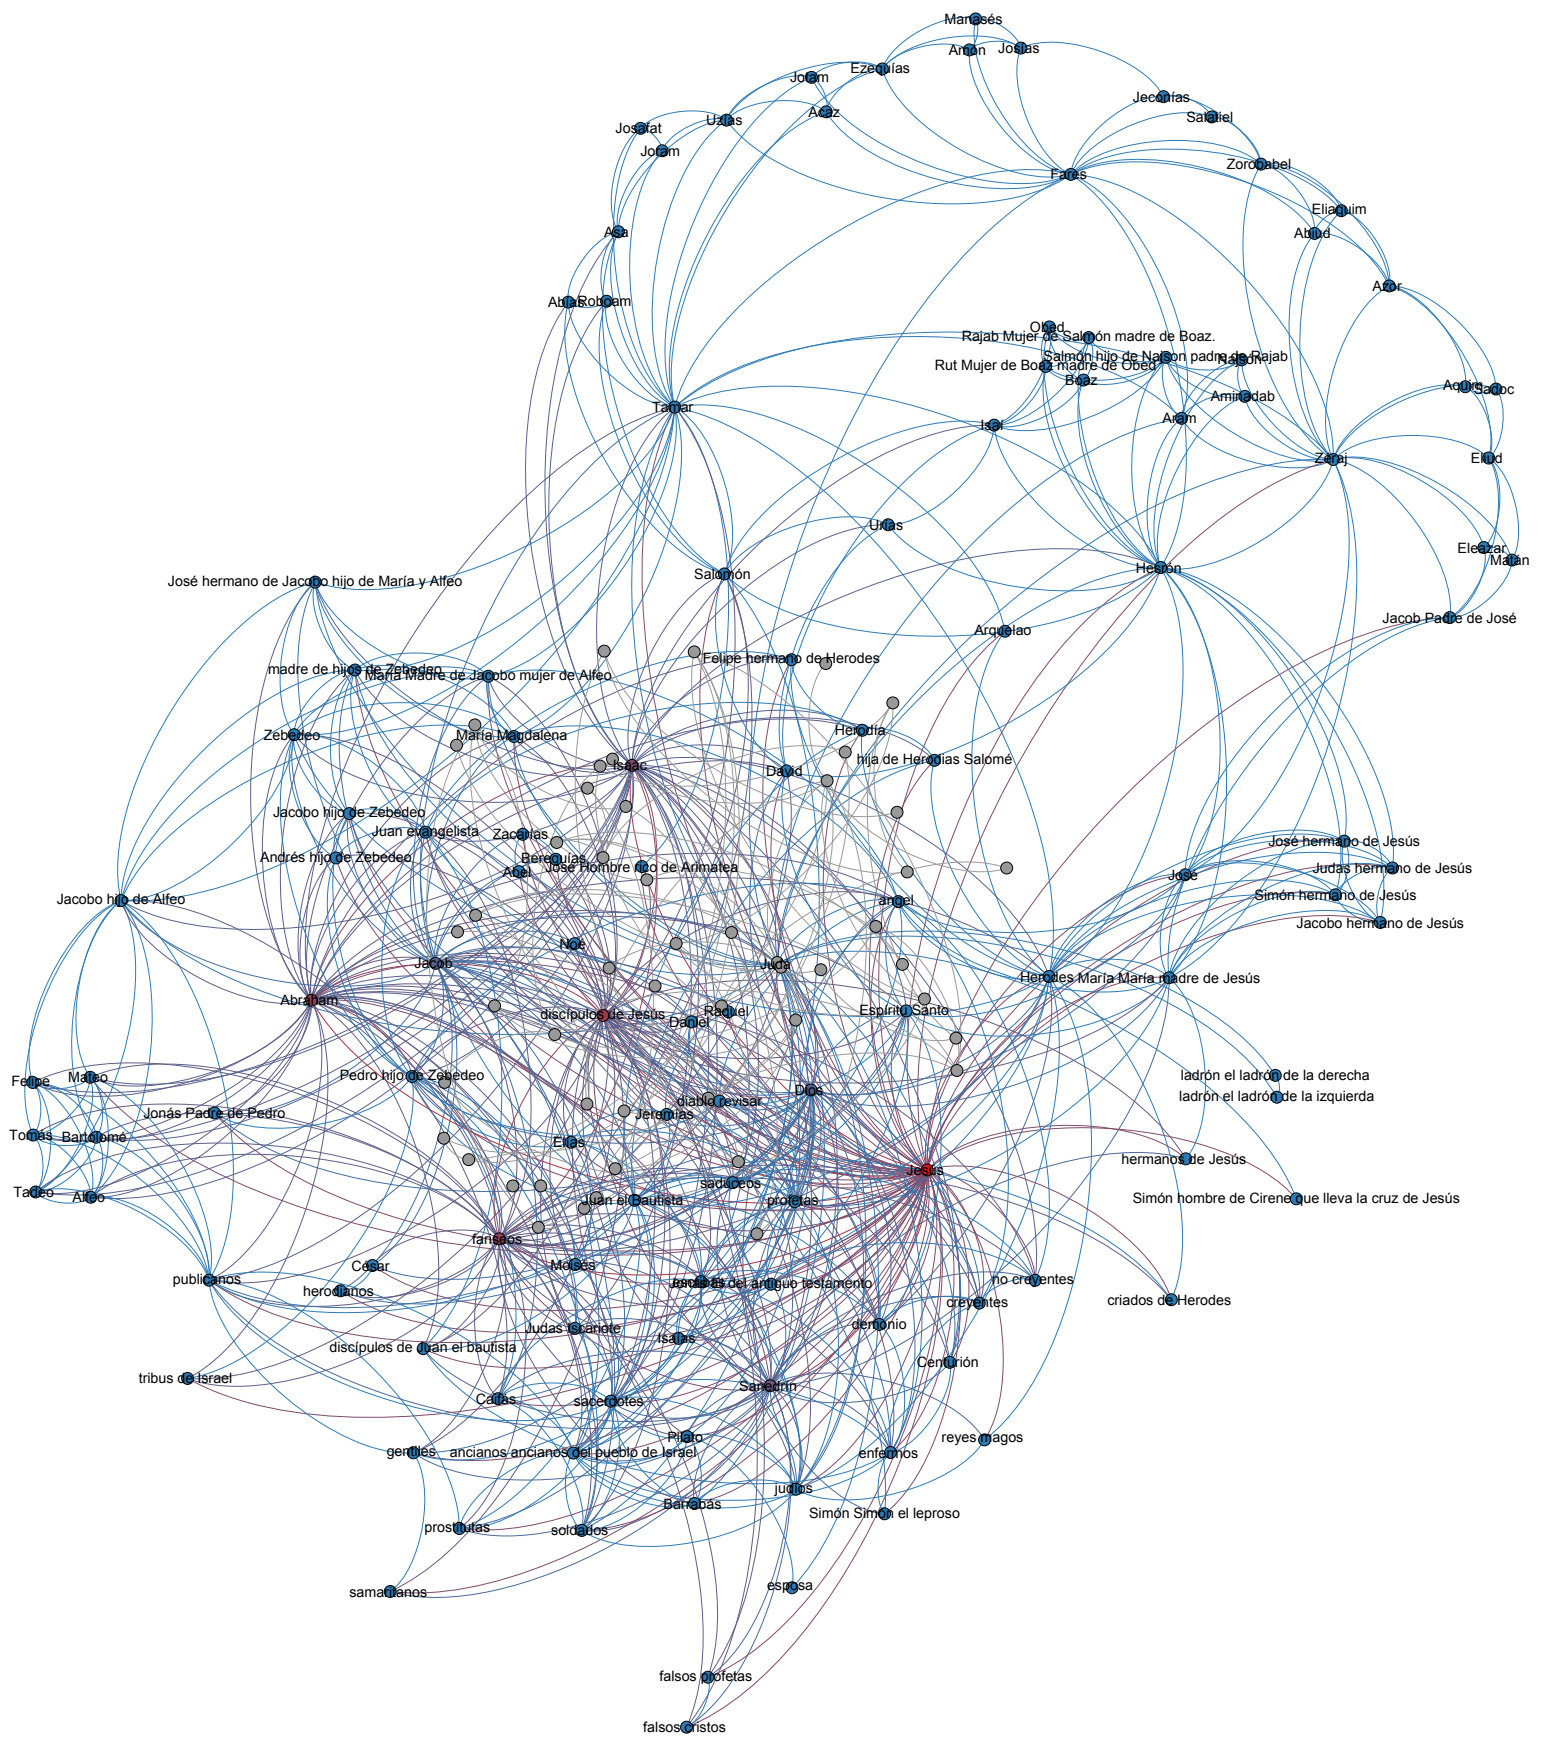 Manasés
Amón
Josías
Ezequías
Jotam
Acaz
Jeconías
Salatiel
Uzías
Josafat
Joram
Zorobabel
Fares
Eliaquim
Abiud
Asa
Azor
Abías
Roboam
Obed
Rajab Mujer de Salmón madre de Boaz.
Salmón hijo de Naison padre de Rajab
Naison
Rut Mujer de Boaz madre de Obed
Boaz
Aquim
Sadoc
Aminadab
Tamar
Aram
Isaí
Zeraj
Eliud
Urías
Eleazar
Matán
Hesrón
Salomón
José hermano de Jacobo hijo de María y Alfeo
Jacob Padre de José
Arquelao
Felipe hermano de Herodes
madre de hijos de Zebedeo
María Madre de Jacobo mujer de Alfeo
Zebedeo
María Magdalena
Herodía
hija de Herodias Salomé
Isaac
David
Jacobo hijo de Zebedeo
Juan evangelista
Zacarías
José hermano de Jesús
Andrés hijo de Zebedeo
Berequías
José Hombre rico de Arimatea
Abel
Judas hermano de Jesús
José
Simón hermano de Jesús
Jacobo hijo de Alfeo
angel
Jacobo hermano de Jesús
Noé
Jacob
Judá
Herodes
María María madre de Jesús
Abraham
discípulos de Jesús
Raquel
Daniel
Espíritu Santo
Felipe
Mateo
Pedro hijo de Zebedeo
Dios
ladrón el ladrón de la derecha
ladrón el ladrón de la izquierda
diablo revisar
Jonás Padre de Pedro
Jeremías
Tomás
Bartolomé
Elías
hermanos de Jesús
Jesús
saduceos
Tadeo
Alfeo
Juan el Bautista
profetas
Simón hombre de Cirene que lleva la cruz de Jesús
fariseos
César
Moisés
publicanos
herodianos
escribas
Jonás el del antiguo testamento
no creyentes
creyentes
criados de Herodes
Judas Iscariote
Isaías
demonio
discípulos de Juan el bautista
Centurión
tribus de Israel
Sanedrín
Caifás
sacerdotes
Pilato
reyes magos
gentiles
ancianos ancianos del pueblo de Israel
enfermos
judíos
Barrabás
Simón Simón el leproso
prostitutas
soldados
esposa
samaritanos
falsos profetas
falsos cristos